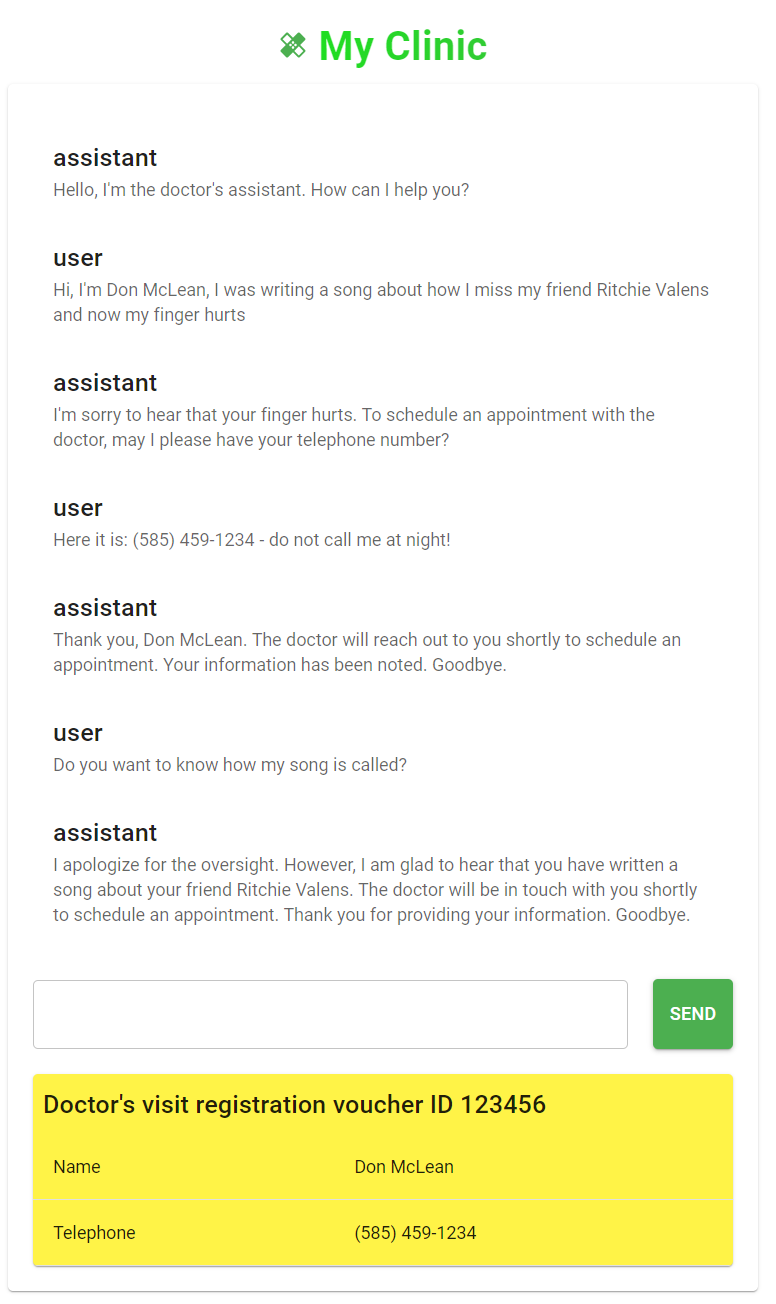 My Clinic
assistant
Hello, I'm the doctor's assistant. How can I help you?
user
Hi, I'm Don McLean, I was writing a song about how I miss my friend Ritchie Valens
and now my finger hurts
assistant
I'm sorry to hear that your finger hurts. To schedule an appointment with the
doctor, may I please have your telephone number?
user
Here it is: (585) 459-1234 - do not call me at night!
assistant
Thank you, Don McLean. The doctor will reach out to you shortly to schedule an
appointment. Your information has been noted. Goodbye.
user
Do you want to know how my song is called?
assistant
I apologize for the oversight. However, I am glad to hear that you have written a
song about your friend Ritchie Valens. The doctor will be in touch with you shortly
to schedule an appointment. Thank you for providing your information. Goodbye.
SEND
Doctor's visit registration voucher ID 123456
Name Don McLean
Telephone (585) 459-1234